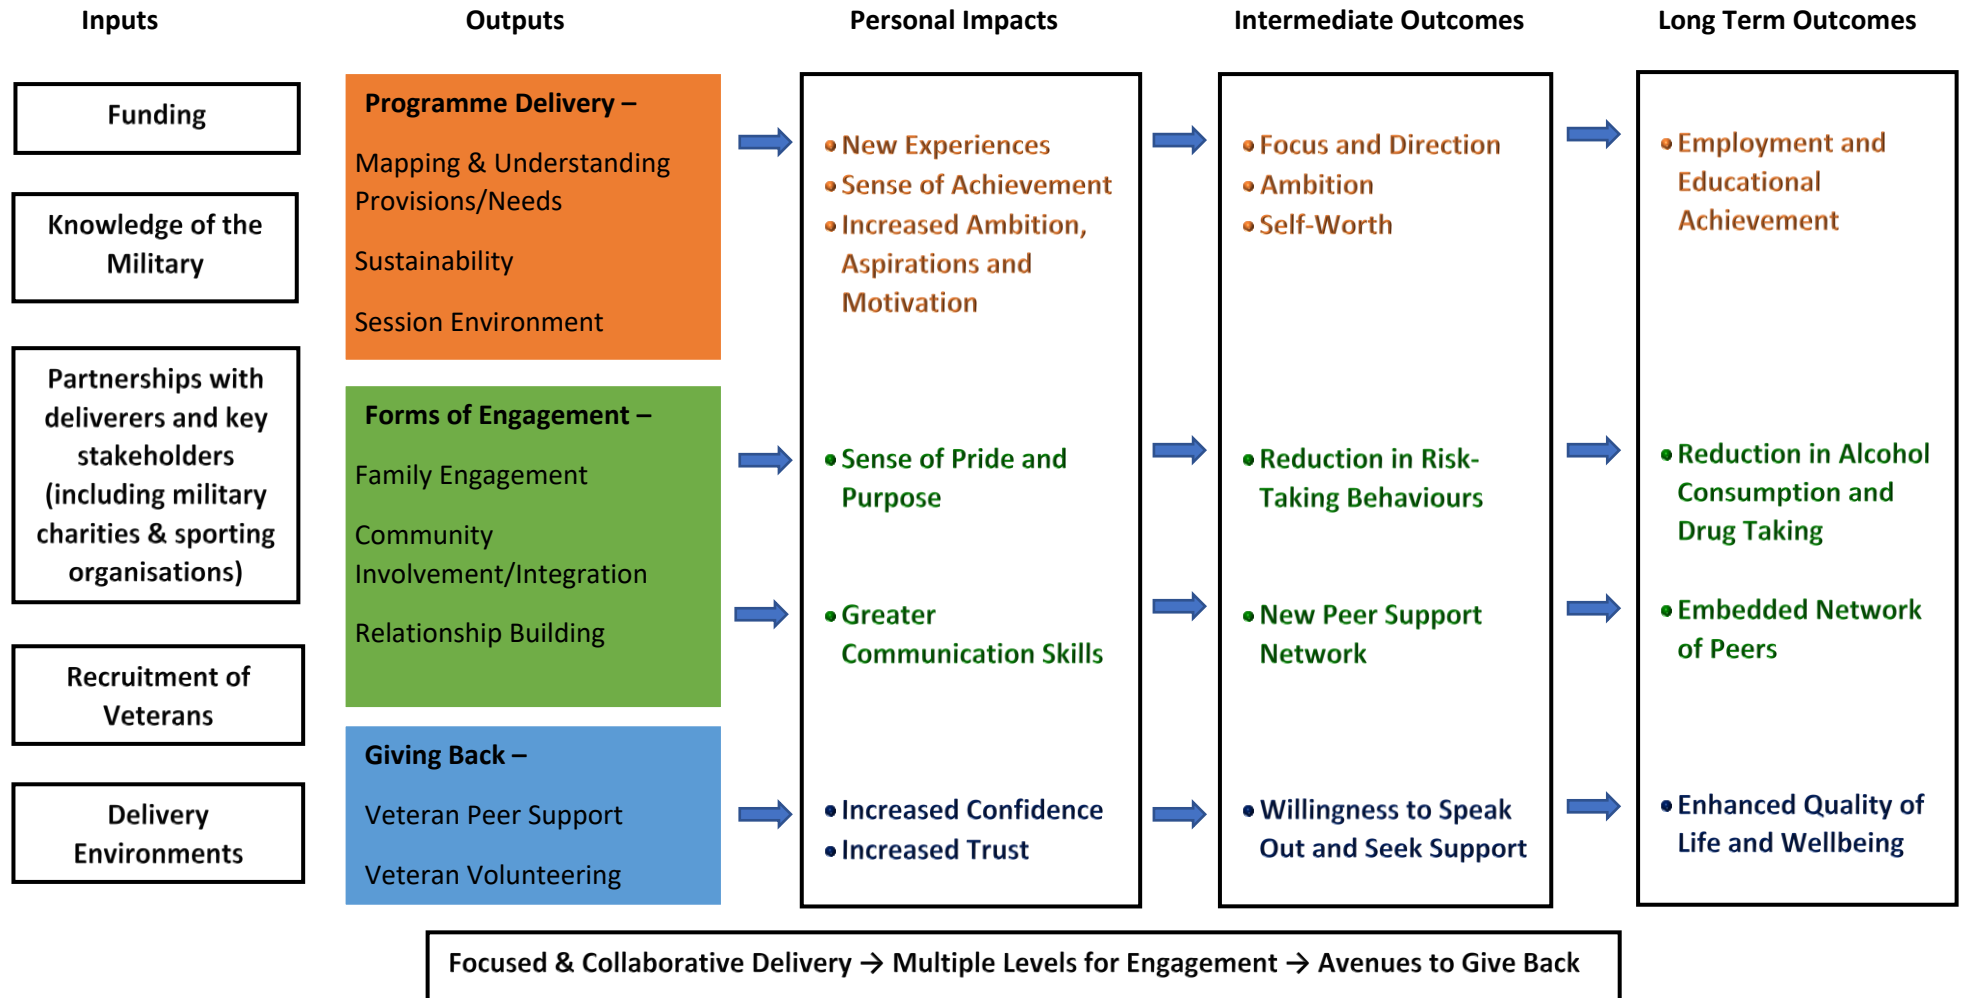 Inputs
Outputs
Personal Impacts
Intermediate Outcomes
Long Term Outcomes
Funding
Knowledge of the
Military
Partnerships with
deliverers and key
stakeholders
(including military
charities & sporting
organisations)
Recruitment of
Veterans
Delivery
Environments
Programme Delivery –
Mapping & Understanding
Provisions/Needs
Sustainability
Session Environment
Forms of Engagement –
Family Engagement
Community
Involvement/Integration
Relationship Building
Giving Back –
Veteran Peer Support
Veteran Volunteering
• New Experiences
• Sense of Achievement
• Increased Ambition,
Aspirations and
Motivation
• Sense of Pride and
Purpose
• Greater
Communication Skills
• Increased Confidence
• Increased Trust
• Focus and Direction
• Ambition
• Self-Worth
• Reduction in Risk-
Taking Behaviours
• New Peer Support
Network
• Willingness to Speak
Out and Seek Support
• Employment and
Educational
Achievement
• Reduction in Alcohol
Consumption and
Drug Taking
• Embedded Network
of Peers
• Enhanced Quality of
Life and Wellbeing
Focused & Collaborative Delivery → Multiple Levels for Engagement → Avenues to Give Back